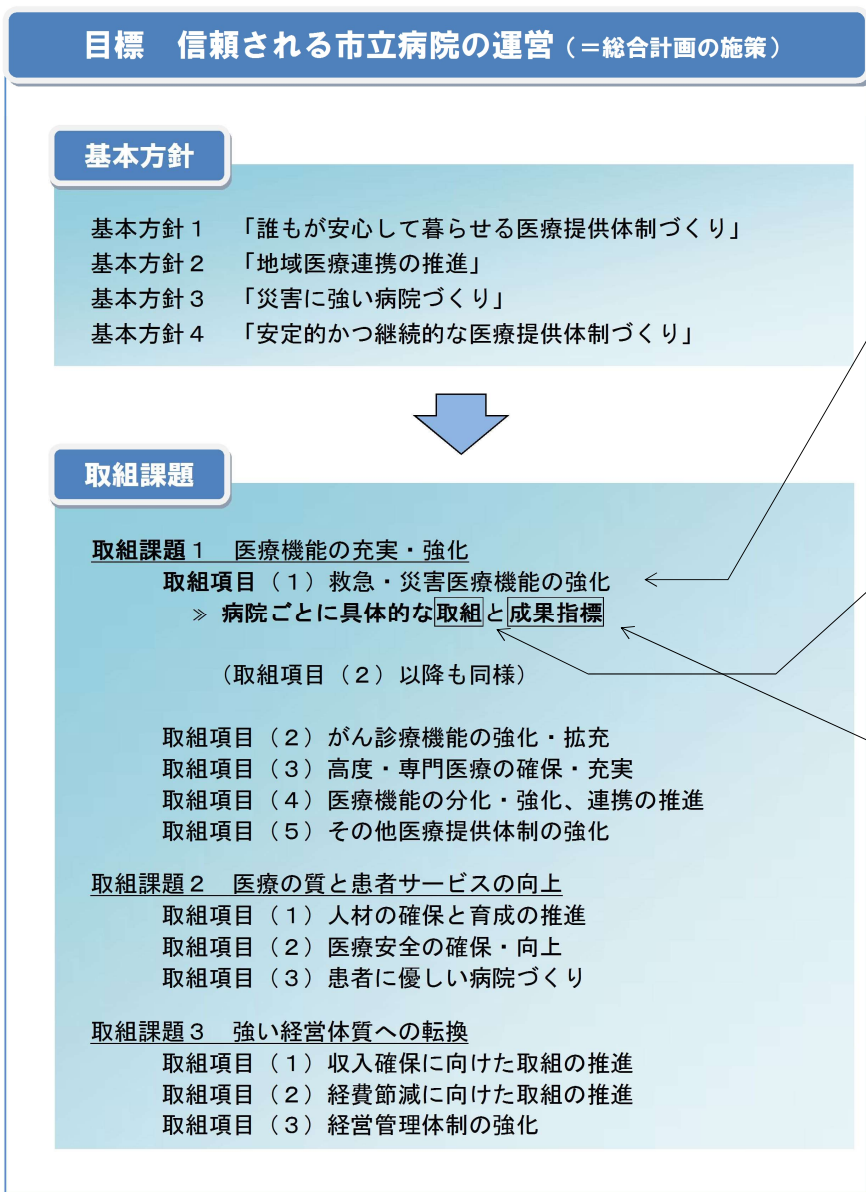 目標　信頼される市立病院の運営（＝総合計画の施策）
基本方針
基本方針１　「誰もが安心して暮らせる医療提供体制づくり」
基本方針２　「地域医療連携の推進」
基本方針３　「災害に強い病院づくり」
基本方針４　「安定的かつ継続的な医療提供体制づくり」
取組課題
取組課題１　医療機能の充実・強化
取組項目（１）救急・災害医療機能の強化
≫ 病院ごとに具体的な取組と成果指標
（取組項目（２）以降も同様）
取組項目（２）がん診療機能の強化・拡充
取組項目（３）高度・専門医療の確保・充実
取組項目（４）医療機能の分化・強化、連携の推進
取組項目（５）その他医療提供体制の強化
取組課題２　医療の質と患者サービスの向上
取組項目（１）人材の確保と育成の推進
取組項目（２）医療安全の確保・向上
取組項目（３）患者に優しい病院づくり
取組課題３　強い経営体質への転換
取組項目（１）収入確保に向けた取組の推進
取組項目（２）経費節減に向けた取組の推進
取組項目（３）経営管理体制の強化